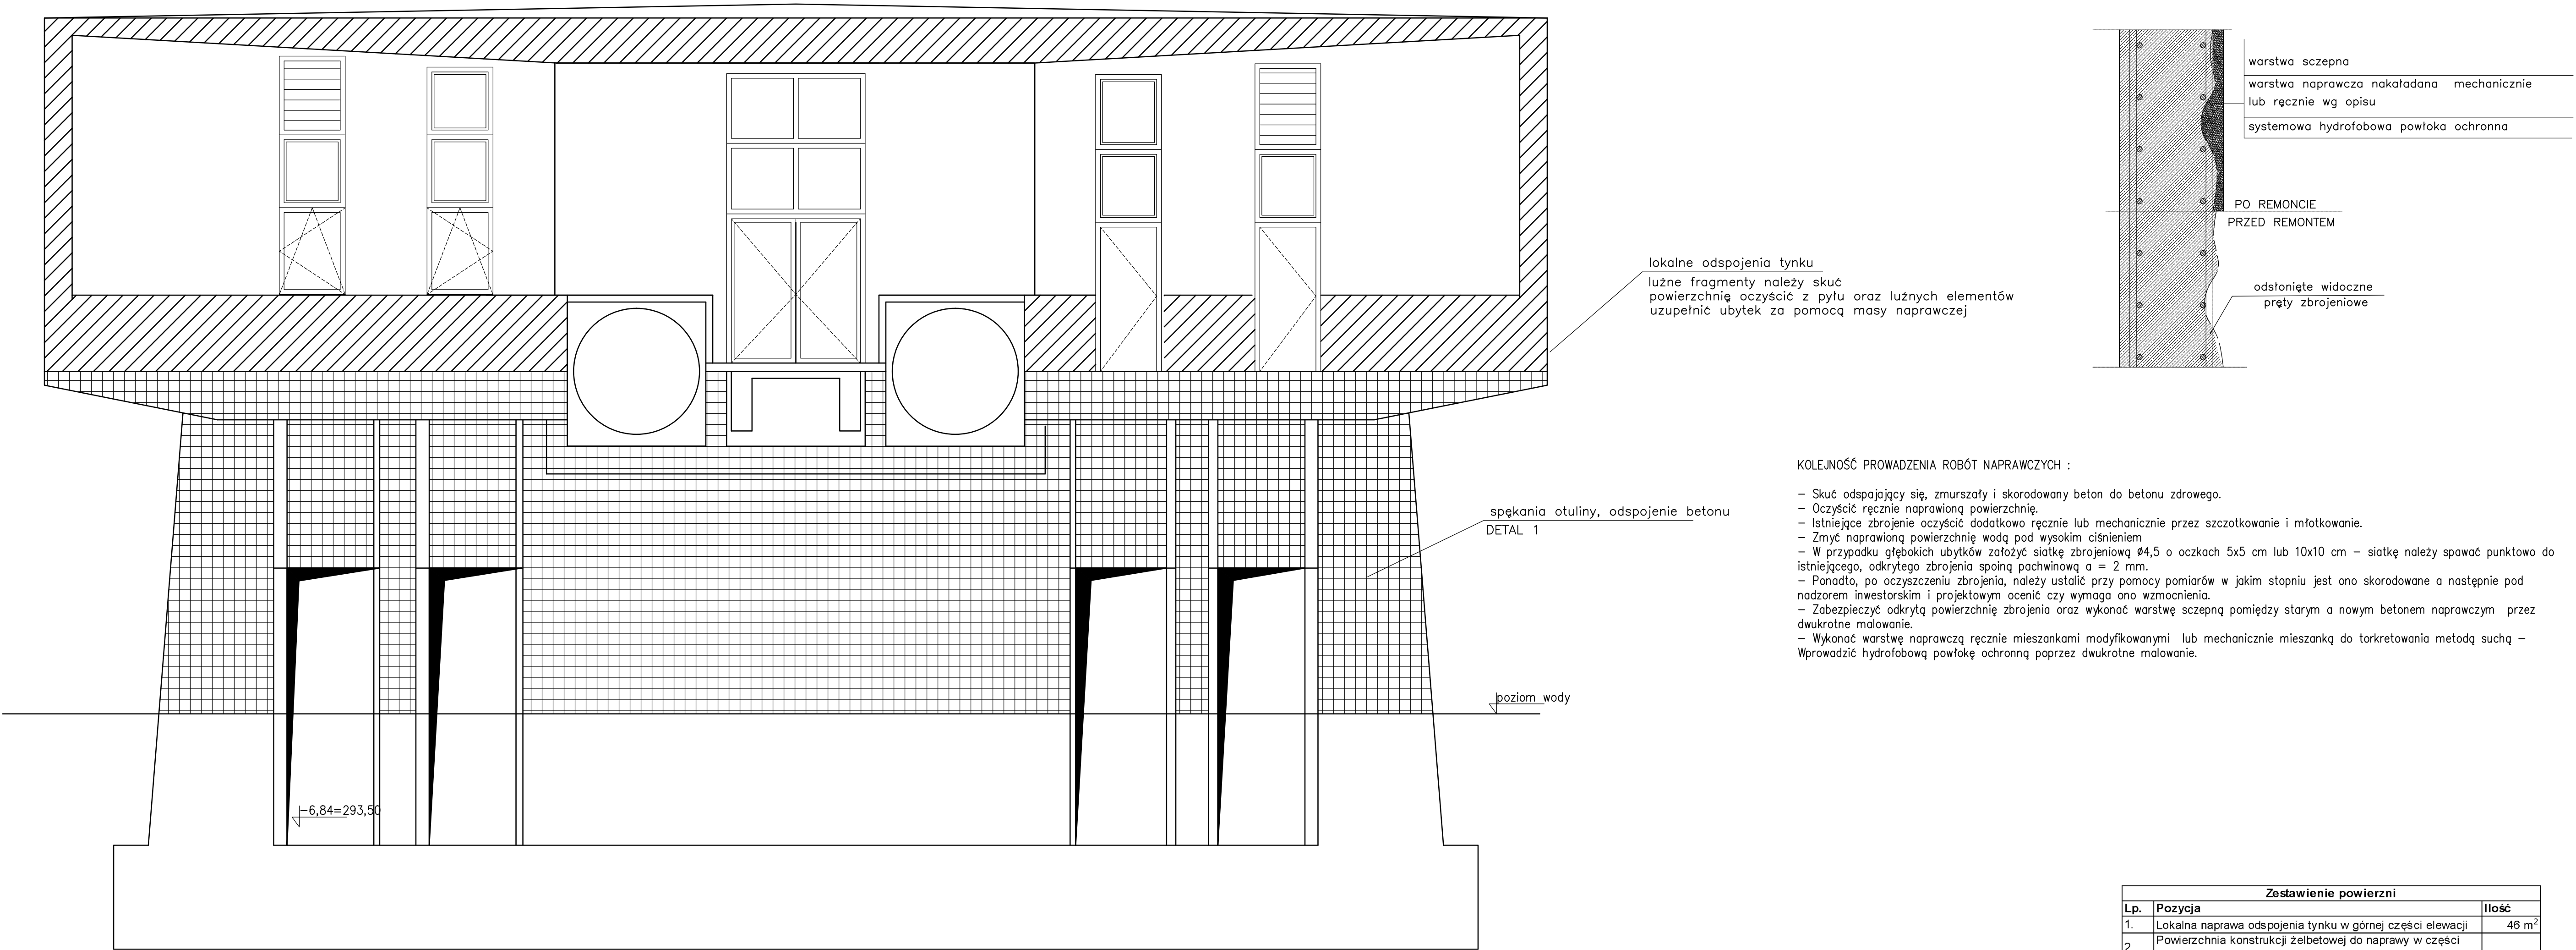 warstwa sczepna
warstwa naprawcza nakaładana mechanicznie
lub ręcznie wg opisu
systemowa hydrofobowa powłoka ochronna
PO REMONCIE
PRZED REMONTEM
odsłonięte widoczne
pręty zbrojeniowe
lokalne odspojenia tynku
luźne fragmenty należy skuć
powierzchnię oczyścić z pyłu oraz luźnych elementów
uzupełnić ubytek za pomocą masy naprawczej
spękania otuliny, odspojenie betonu
DETAL 1
poziom wody
-6,84=293,50
KOLEJNOŚĆ PROWADZENIA ROBÓT NAPRAWCZYCH :
– Skuć odspajający się, zmurszały i skorodowany beton do betonu zdrowego.
– Oczyścić ręcznie naprawioną powierzchnię.
– Istniejące zbrojenie oczyścić dodatkowo ręcznie lub mechanicznie przez szczotkowanie i młotkowanie.
– Zmyć naprawioną powierzchnię wodą pod wysokim ciśnieniem
– W przypadku głębokich ubytków założyć siatkę zbrojeniową Ø4,5 o oczkach 5x5 cm lub 10x10 cm – siatkę należy spawać punktowo do
istniejącego, odkrytego zbrojenia spoiną pachwinową a = 2 mm.
– Ponadto, po oczyszczeniu zbrojenia, należy ustalić przy pomocy pomiarów w jakim stopniu jest ono skorodowane a następnie pod
nadzorem inwestorskim i projektowym ocenić czy wymaga ono wzmocnienia.
– Zabezpieczyć odkrytą powierzchnię zbrojenia oraz wykonać warstwę sczepną pomiędzy starym a nowym betonem naprawczym przez
dwukrotne malowanie.
– Wykonać warstwę naprawczą ręcznie mieszankami modyfikowanymi lub mechanicznie mieszanką do torkretowania metodą suchą –
Wprowadzić hydrofobową powłokę ochronną poprzez dwukrotne malowanie.
Zestawienie powierzni
Lp. Pozycja Ilość
1. Lokalna naprawa odspojenia tynku w górnej części elewacji 46 m²
2 Powierzchnia konstrukcji żelbetowej do naprawy w części